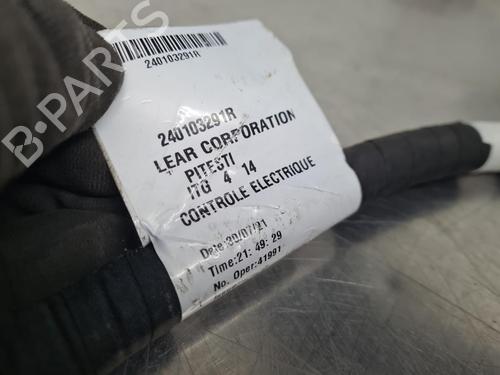 240103291R
240103291R
LEAR CORPORATION
PITESTI
ITG 4 14
CONTROLE ELECTRIQUE
Date:30/07/21
Time:21: 49: 29
No. Oper:41991
B-PARTS